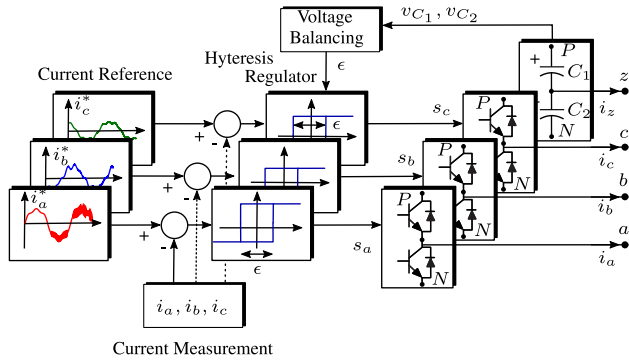 Voltage
Balancing
v_{C_1}, v_{C_2}
Hyteresis
Regulator
ϵ
Current Reference
P
+
C_1
C_2
N
z
i_z
i_c^*
+
-
ϵ
s_c
P
N
c
i_c
i_b^*
+
-
s_b
P
N
b
i_b
i_a^*
+
-
ϵ
s_a
P
N
a
i_a
i_a, i_b, i_c
Current Measurement